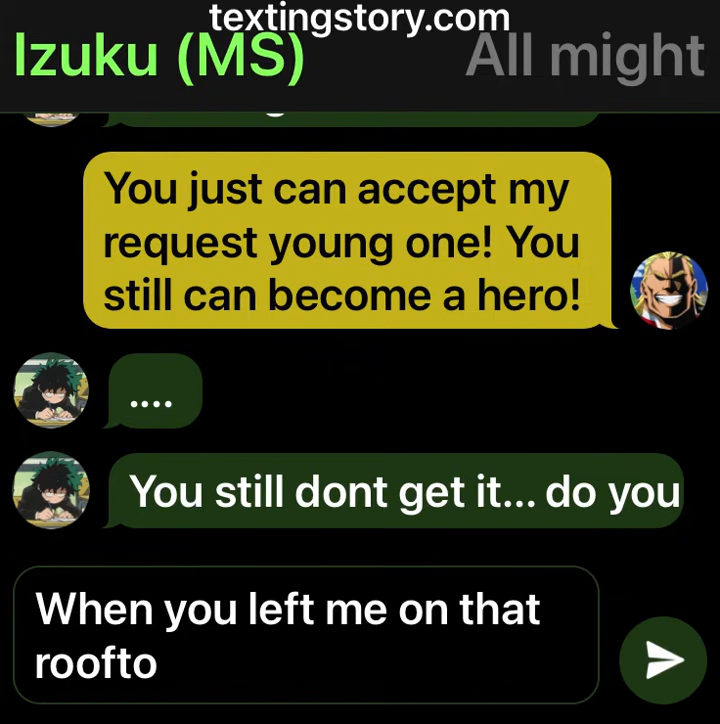 textingstory.com
Izuku (MS)
All might
You just can accept my
request young one! You
still can become a hero!
....
You still dont get it... do you
When you left me on that
roofto